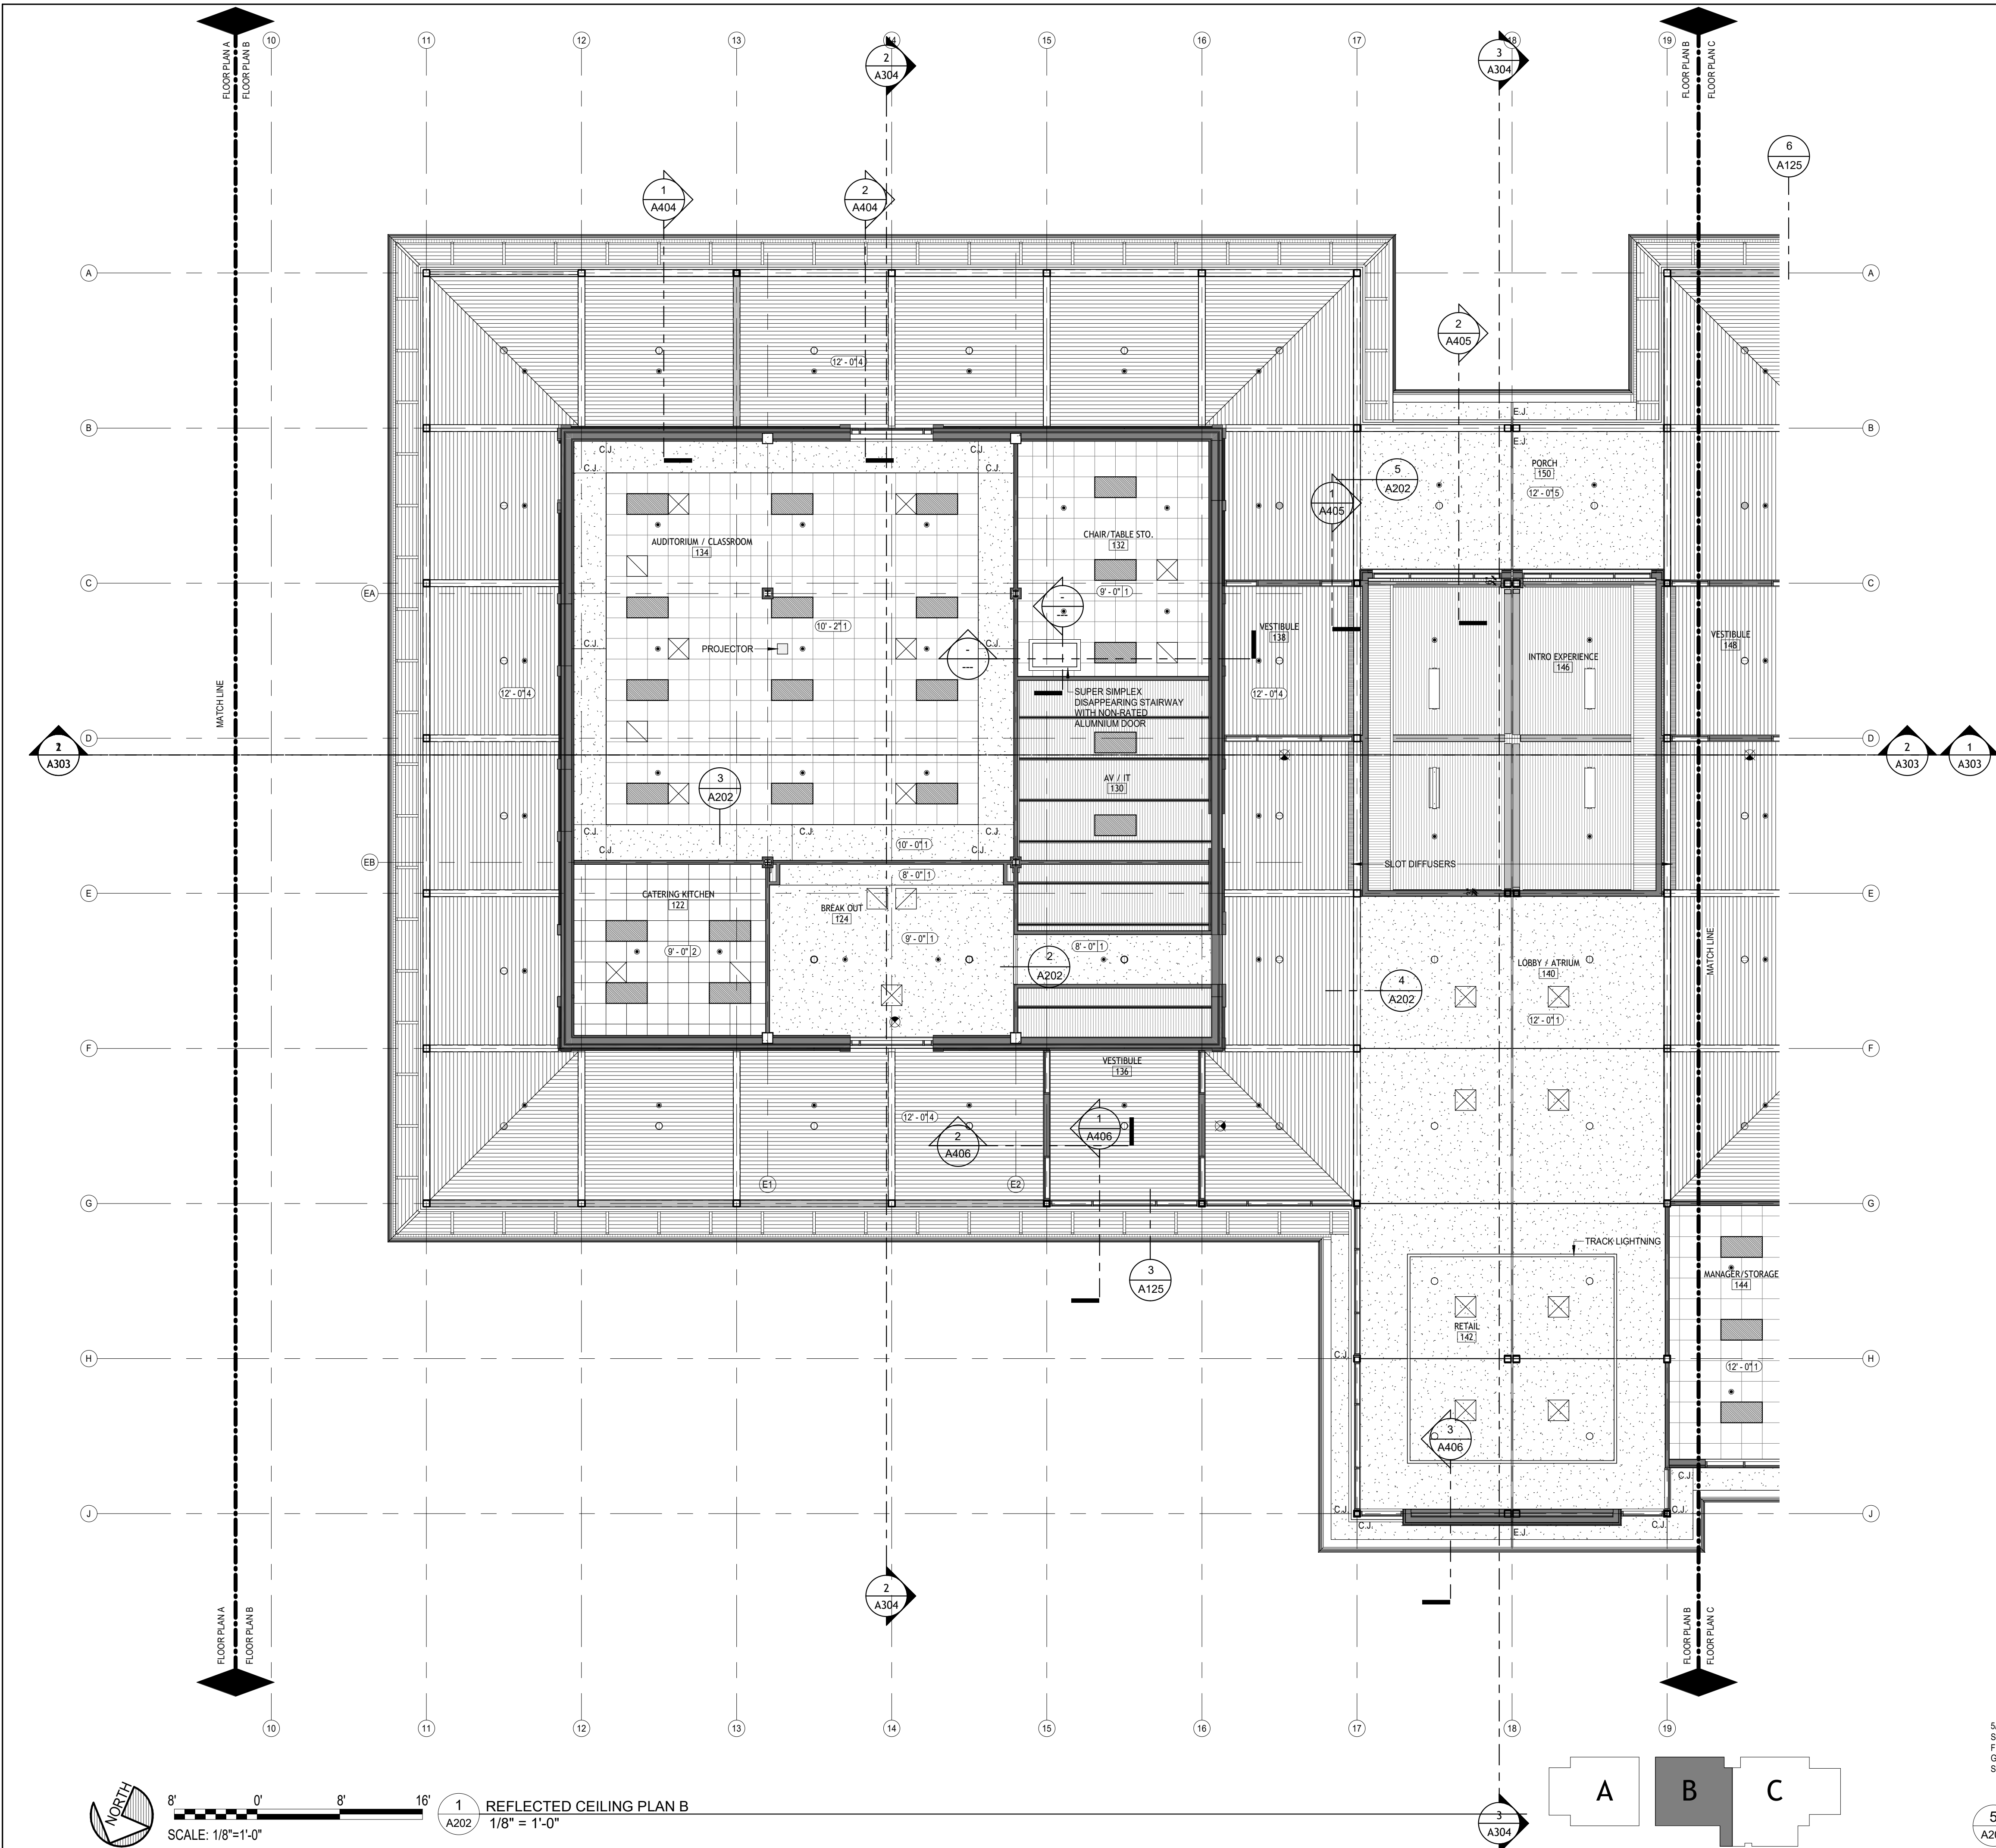 10
11
12
13
14
15
16
17
18
19
FLOOR PLAN A
FLOOR PLAN B
FLOOR PLAN B
FLOOR PLAN C
2
A304
3
A304
6
A125
1
A404
2
A404
A
A
2
A405
B
B
E.J.
E.J.
12' - 0" 4
C.J.
C.J.
C.J.
C.J.
PORCH
150
12' - 0" 5
5
A202
1
A405
AUDITORIUM / CLASSROOM
134
CHAIR/TABLE STO.
132
C
C
EA
9' - 0" 1
10' - 2" 1
-
---
VESTIBULE
138
VESTIBULE
148
INTRO EXPERIENCE
146
C.J.
C.J.
PROJECTOR
-
---
12' - 0" 4
12' - 0" 4
SUPER SIMPLEX
DISAPPEARING STAIRWAY
WITH NON-RATED
ALUMNIUM DOOR
MATCH LINE
D
D
2
A303
2
A303
1
A303
AV / IT
130
3
A202
C.J.
C.J.
C.J.
C.J.
C.J.
10' - 0" 1
EB
SLOT DIFFUSERS
8' - 0" 1
E
E
CATERING KITCHEN
122
BREAK OUT
124
9' - 0" 2
9' - 0" 1
8' - 0" 1
2
A202
4
A202
LOBBY / ATRIUM
140
12' - 0" 1
MATCH LINE
F
F
VESTIBULE
136
12' - 0" 4
1
A406
2
A406
E1
E2
G
G
TRACK LIGHTNING
3
A125
MANAGER/STORAGE
144
RETAIL
142
H
H
C.J.
12' - 0" 1
3
A406
C.J.
J
J
C.J.
C.J.
C.J.
C.J.
E.J.
2
A304
FLOOR PLAN A
FLOOR PLAN B
FLOOR PLAN B
FLOOR PLAN C
10
11
12
13
14
15
16
17
18
19
NORTH
8' 0' 8' 16'
SCALE: 1/8"=1'-0"
1
A202
REFLECTED CEILING PLAN B
1/8" = 1'-0"
3
A304
A
B
C